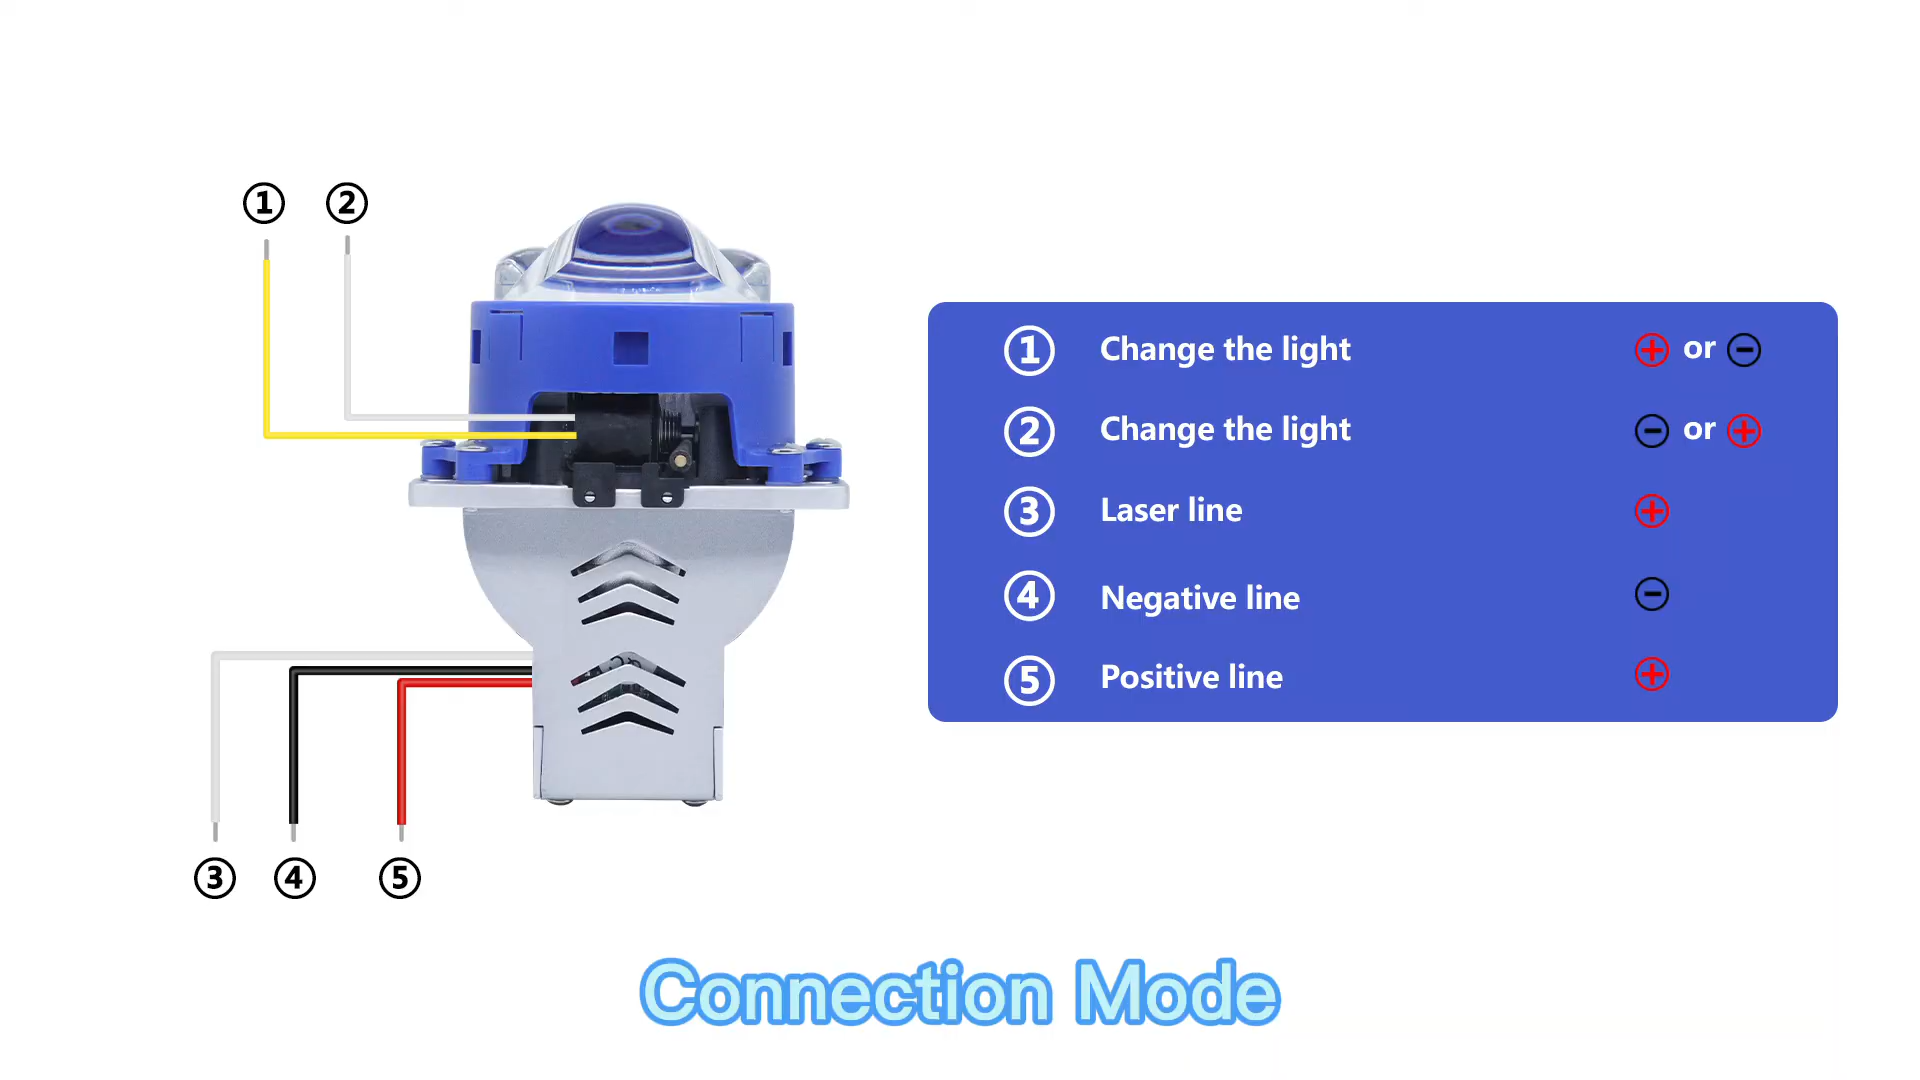 ① ②
① Change the light ⊕ or ⊖
② Change the light ⊖ or ⊕
③ Laser line ⊕
④ Negative line ⊖
⑤ Positive line ⊕
③ ④ ⑤
Connection Mode